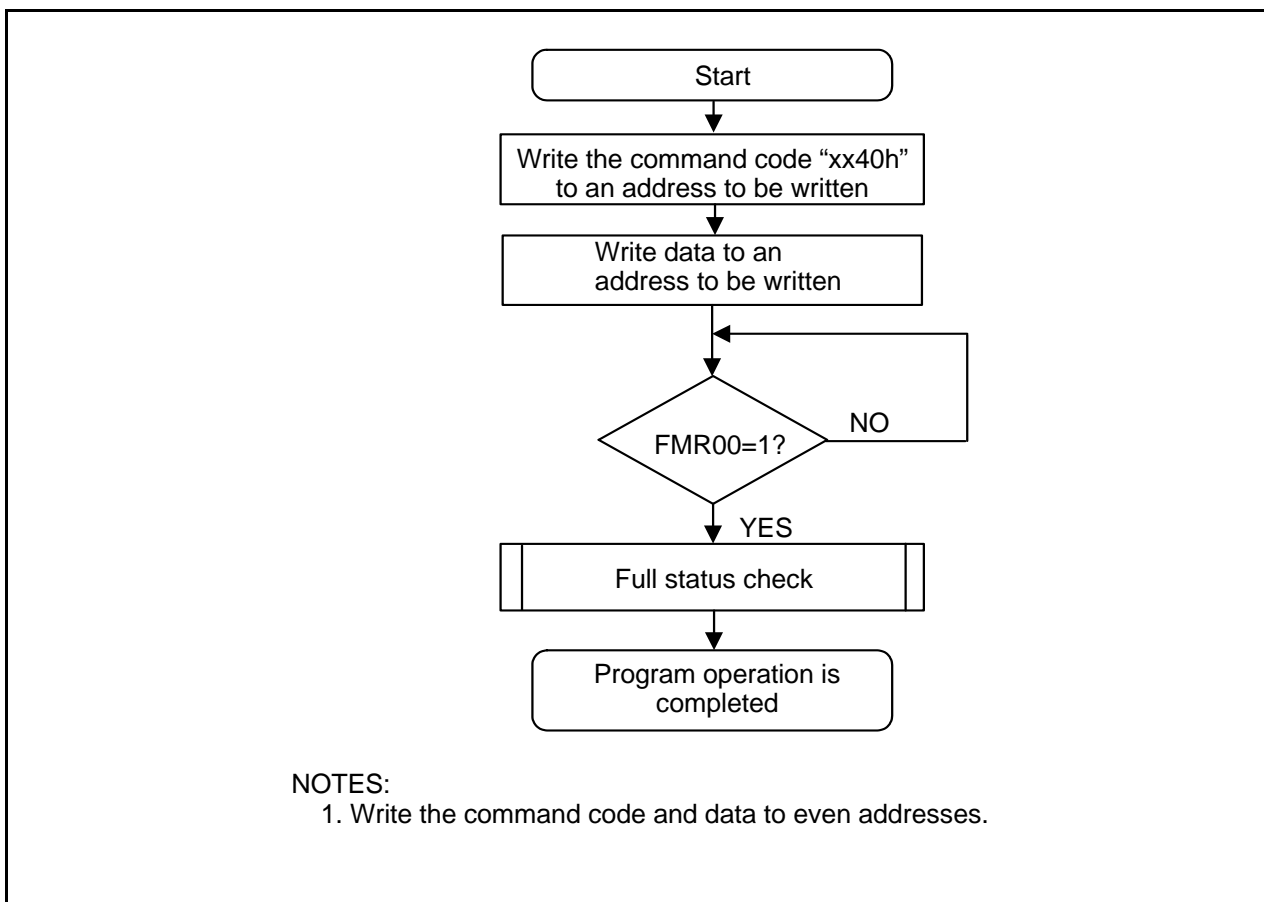 Start
Write the command code “xx40h”
to an address to be written
Write data to an
address to be written
NO
FMR00=1?
YES
Full status check
Program operation is
completed
NOTES:
1. Write the command code and data to even addresses.